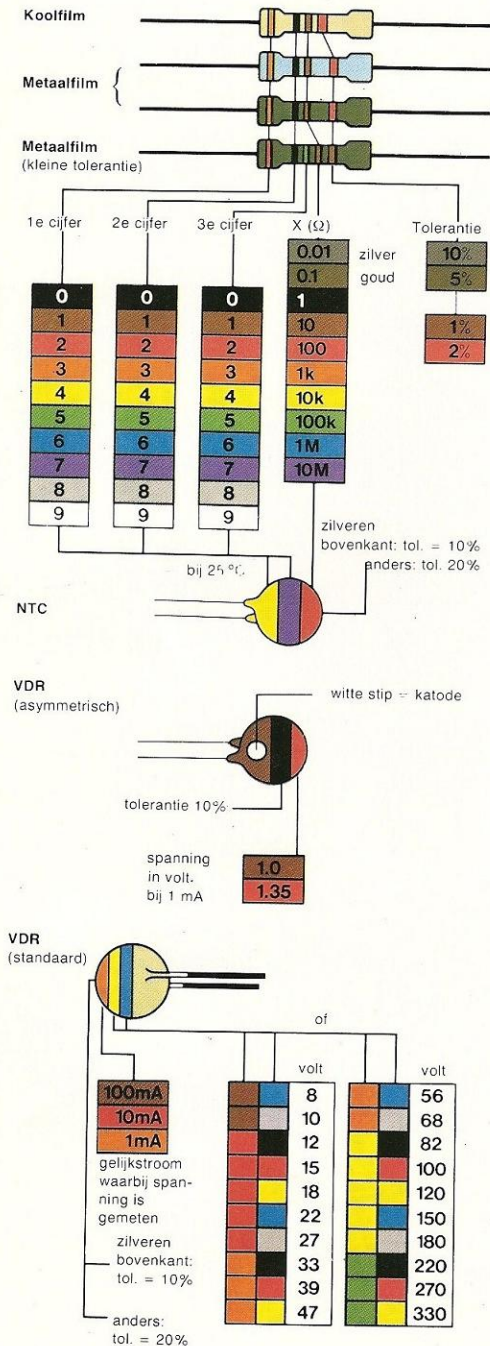 Koolfilm
Metaalfilm
Metaalfilm
(kleine tolerantie)
1e cijfer 2e cijfer 3e cijfer X (Ω) Tolerantie
0.01 zilver 10%
0.1 goud 5%
0 0 0 1
1 1 1 10 1%
2 2 2 100 2%
3 3 3 1k
4 4 4 10k
5 5 5 100k
6 6 6 1M
7 7 7 10M
8 8 8
9 9 9
zilveren
bovenkant: tol. = 10%
anders: tol. 20%
bij 25 °C.
NTC
VDR
(asymmetrisch)
witte stip = katode
tolerantie 10%
spanning
in volt.
bij 1 mA
1.0
1.35
VDR
(standaard)
of
volt volt
100mA
10mA
1mA
gelijkstroom
waarbij span-
ning is
gemeten
zilveren
bovenkant:
tol. = 10%
anders:
tol. = 20%
8 56
10 68
12 82
15 100
18 120
22 150
27 180
33 220
39 270
47 330